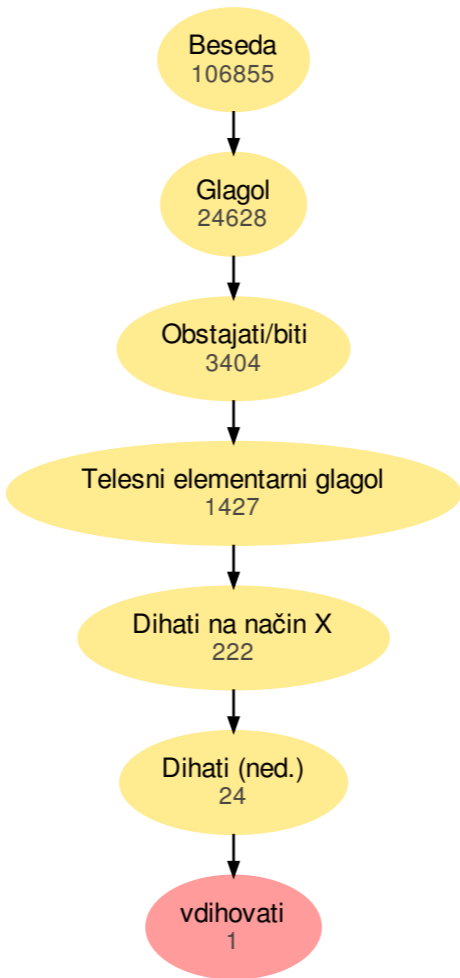 Beseda
106855
Glagol
24628
Obstajati/biti
3404
Telesni elementarni glagol
1427
Dihati na način X
222
Dihati (ned.)
24
vdihovati
1